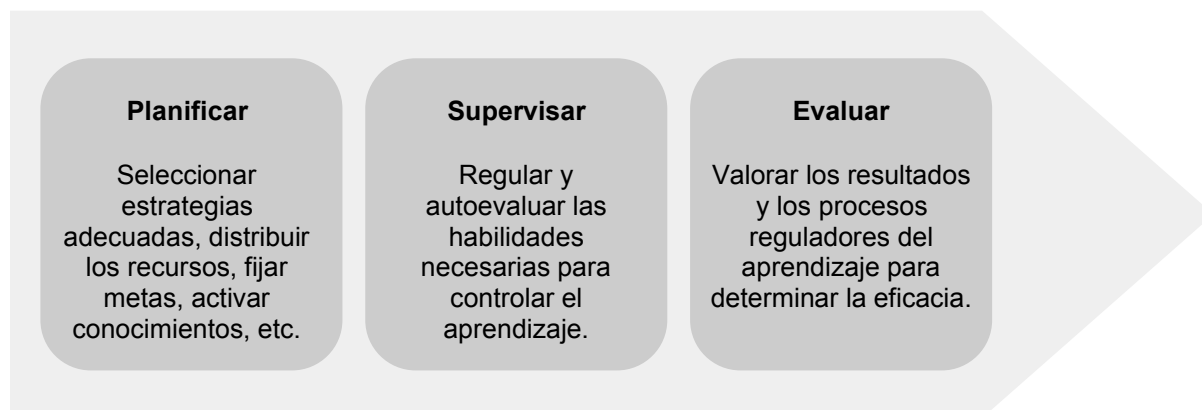 Planificar
Seleccionar
estrategias
adecuadas, distribuir
los recursos, fijar
metas, activar
conocimientos, etc.
Supervisar
Regular y
autoevaluar las
habilidades
necesarias para
controlar el
aprendizaje.
Evaluar
Valorar los resultados
y los procesos
reguladores del
aprendizaje para
determinar la eficacia.